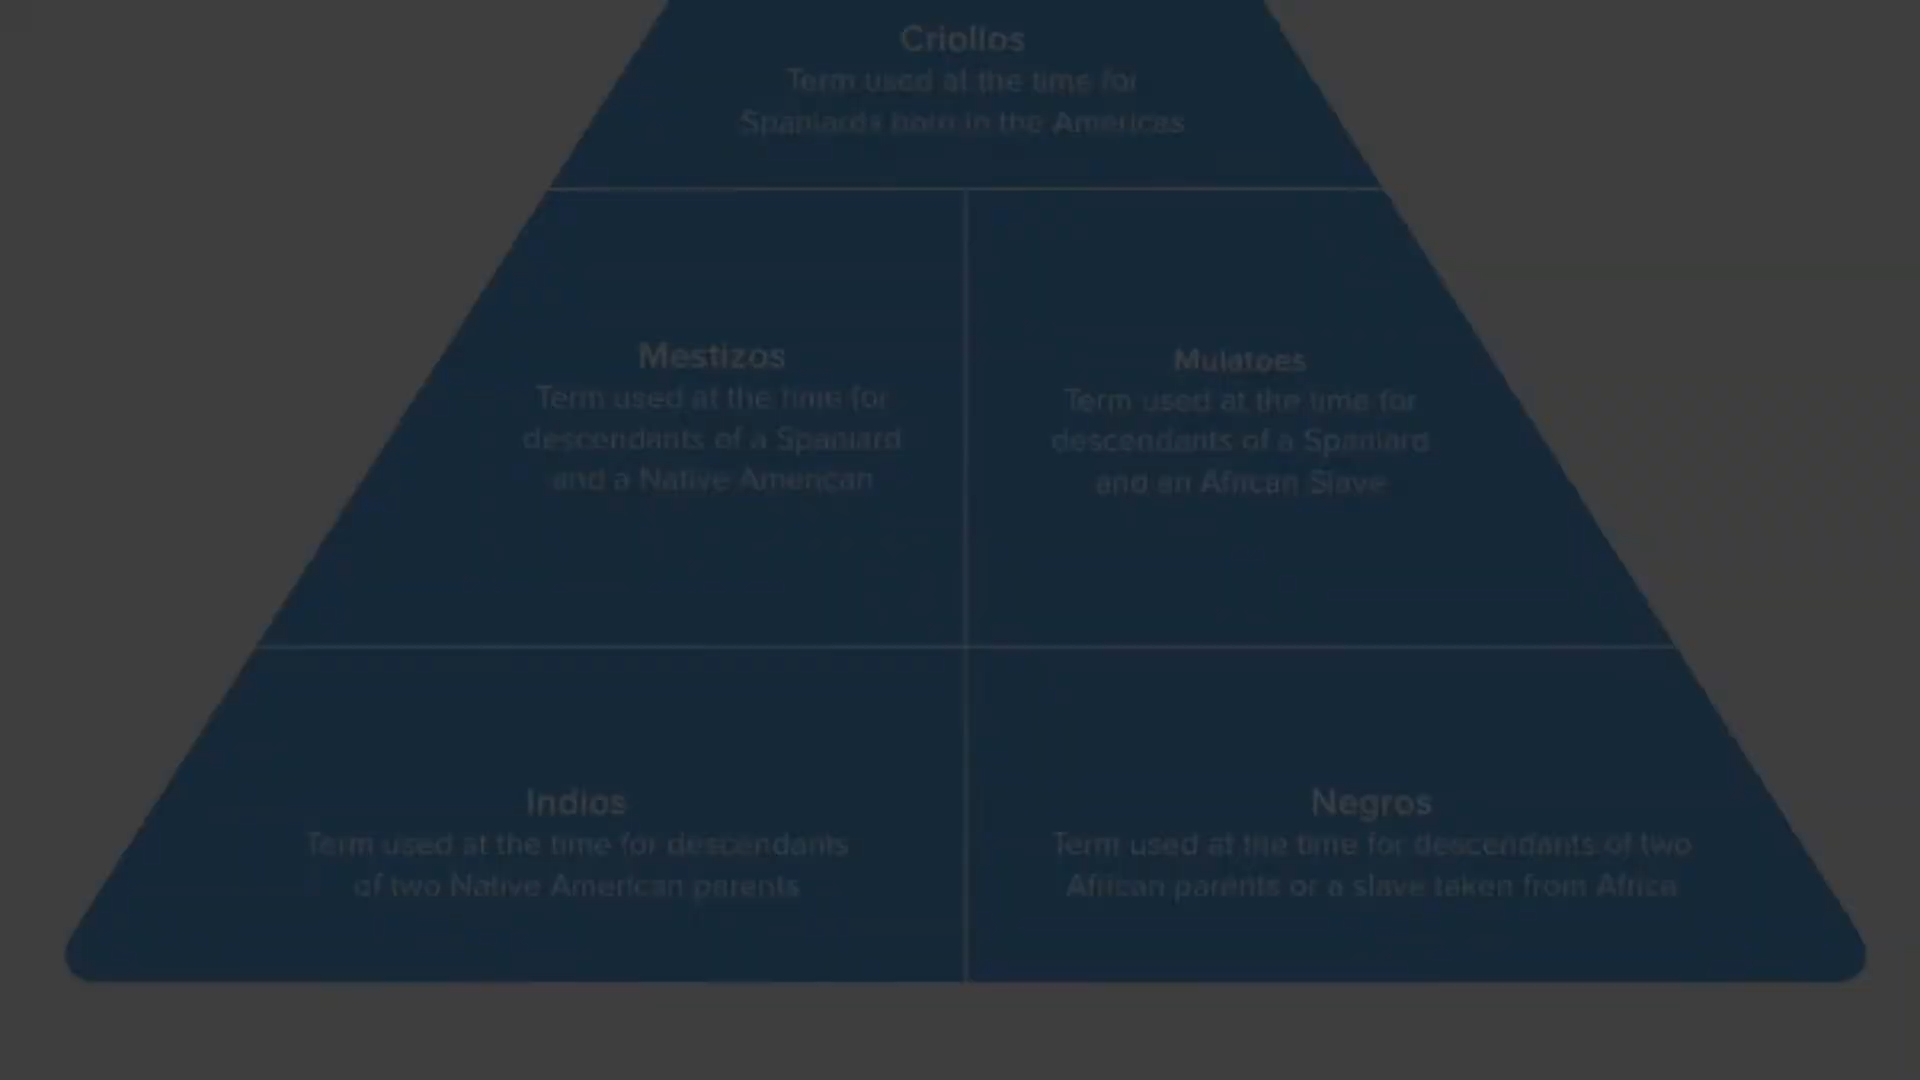 Criollos
Term used at the time for
Spaniards born in the Americas
Mestizos
Term used at the time for
descendants of a Spaniard
and a Native American
Mulatoes
Term used at the time for
descendants of a Spaniard
and an African Slave
Indios
Term used at the time for descendants
of two Native American parents
Negros
Term used at the time for descendants of two
African parents or a slave taken from Africa